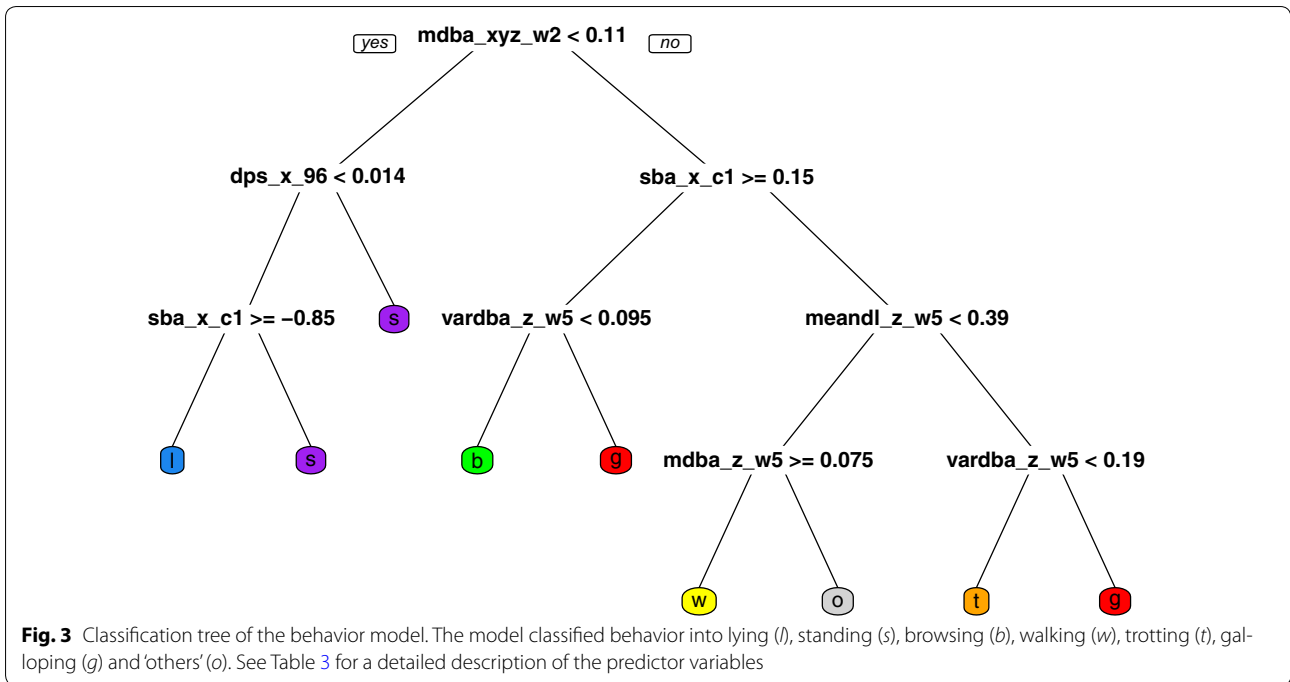 mdba_xyz_w2 < 0.11
yes
no
dps_x_96 < 0.014
sba_x_c1 >= 0.15
sba_x_c1 >= −0.85
s
vardba_z_w5 < 0.095
meandl_z_w5 < 0.39
l
s
b
g
mdba_z_w5 >= 0.075
vardba_z_w5 < 0.19
w
o
t
g
Fig. 3 Classification tree of the behavior model. The model classified behavior into lying (l), standing (s), browsing (b), walking (w), trotting (t), gal-
loping (g) and ‘others’ (o). See Table 3 for a detailed description of the predictor variables